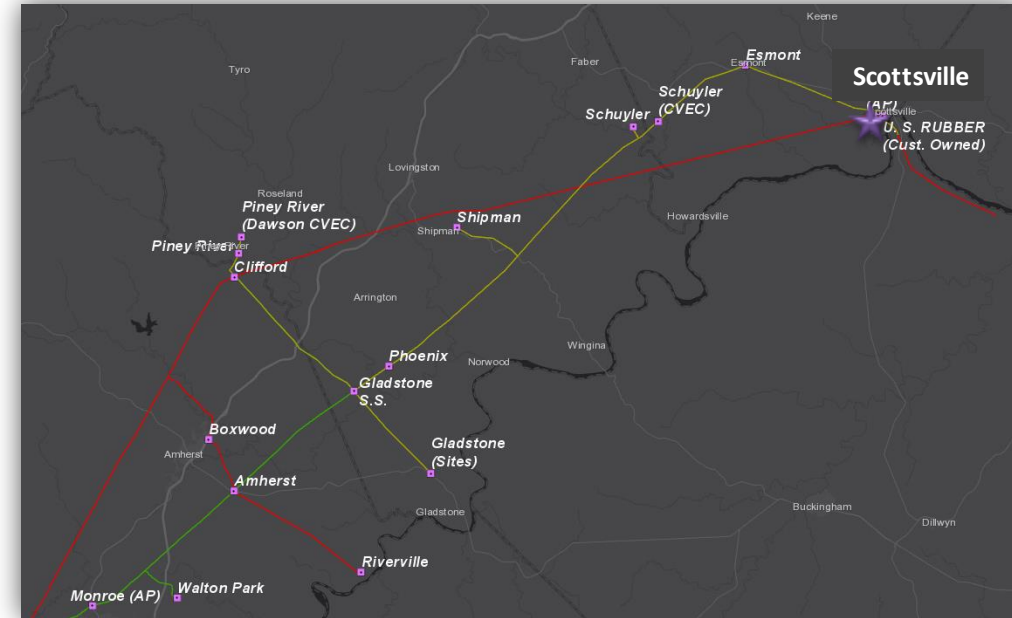 Keene
Esmont
Esmont
Faber
Tyro
Scottsville
Schuyler
(CVEC)
Schuyler
(AP)
U. S. RUBBER
(Cust. Owned)
Lovingston
Roseland
Piney River
(Dawson CVEC)
Shipman
Shipman
Howardsville
Piney River
Clifford
Arrington
Wingina
Phoenix
Norwood
Gladstone
S.S.
Boxwood
Gladstone
(Sites)
Amherst
Amherst
Buckingham
Gladstone
Dillwyn
Riverville
Walton Park
Monroe (AP)